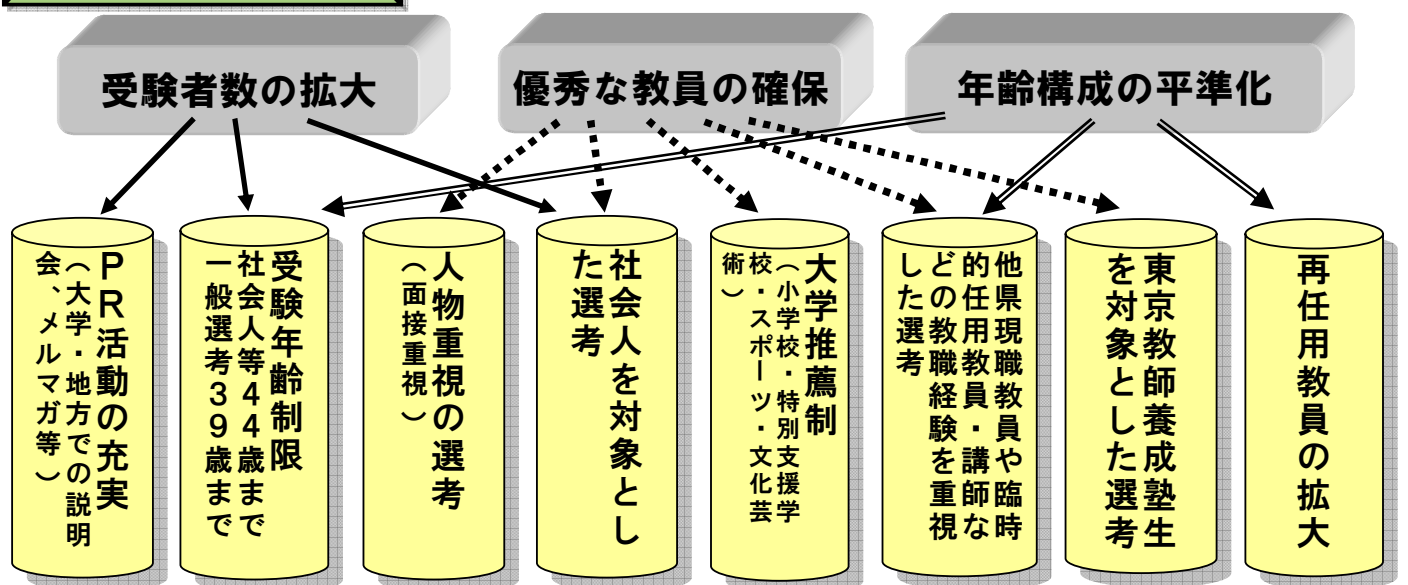 受験者数の拡大
優秀な教員の確保
年齢構成の平準化
ＰＲ活動の充実
（大学・地方での説明
会、メルマガ等）
受験年齢制限
社会人等４４歳まで
一般選考３９歳まで
人物重視の選考
（面接重視）
社会人を対象とし
た選考
大学推薦制
（小学校・特別支援学
校・スポーツ・文化芸
術）
他県現職教員や臨時
的任用教員・講師な
どの教職経験を重視
した選考
東京教師養成塾生
を対象とした選考
再任用教員の拡大